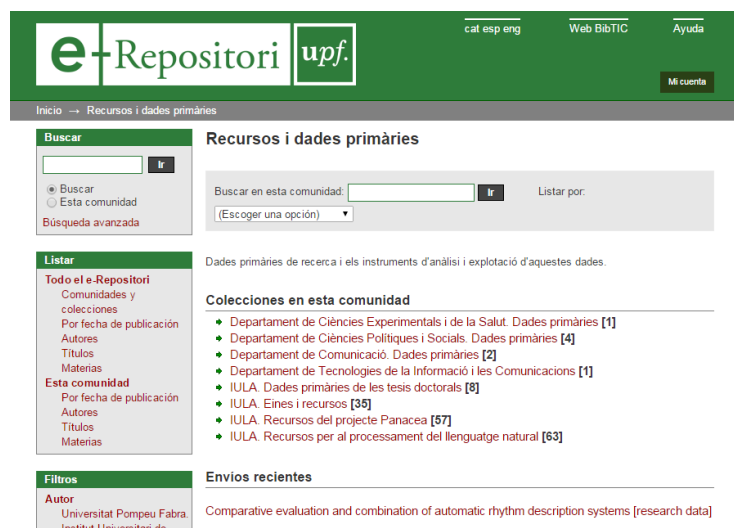 cat esp eng
Web BibTIC
Ayuda
e-Repositori upf.
Mi cuenta
Inicio → Recursos i dades primàries
Buscar
Ir
Buscar
Esta comunidad
Búsqueda avanzada
Listar
Todo el e-Repositori
Comunidades y
colecciones
Por fecha de publicación
Autores
Títulos
Materias
Esta comunidad
Por fecha de publicación
Autores
Títulos
Materias
Filtros
Autor
Universitat Pompeu Fabra.
Institut Universitari de
Recursos i dades primàries
Buscar en esta comunidad: Ir Listar por:
(Escoger una opción)
Dades primàries de recerca i els instruments d'anàlisi i explotació d'aquestes dades.
Colecciones en esta comunidad
Departament de Ciències Experimentals i de la Salut. Dades primàries [1]
Departament de Ciències Polítiques i Socials. Dades primàries [4]
Departament de Comunicació. Dades primàries [2]
Departament de Tecnologies de la Informació i les Comunicacions [1]
IULA. Dades primàries de les tesis doctorals [8]
IULA. Eines i recursos [35]
IULA. Recursos del projecte Panacea [57]
IULA. Recursos per al processament del llenguatge natural [63]
Envios recientes
Comparative evaluation and combination of automatic rhythm description systems [research data]